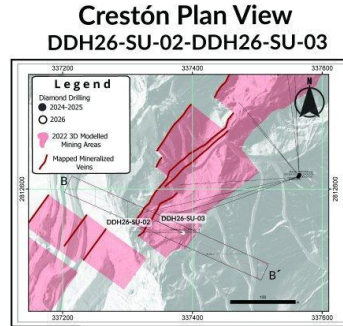 Crestón Plan View
DDH26-SU-02-DDH26-SU-03
337200
337400
337600
Legend
Diamond Drilling
2024-2025
2026
2022 3D Modelled
Mining Areas
Mapped Mineralized
Veins
N
B
2812000
2812000
DDH26-SU-02
DDH26-SU-03
B´
337200
337400
337600